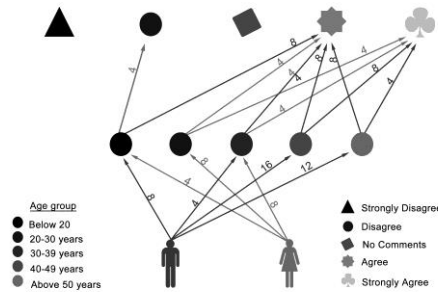 8
4
4
8
4
4
8
8
4
8
4
8
4
8
4
16
12
8
Age group
Below 20
20-30 years
30-39 years
40-49 years
Above 50 years
Strongly Disagree
Disagree
No Comments
Agree
Strongly Agree